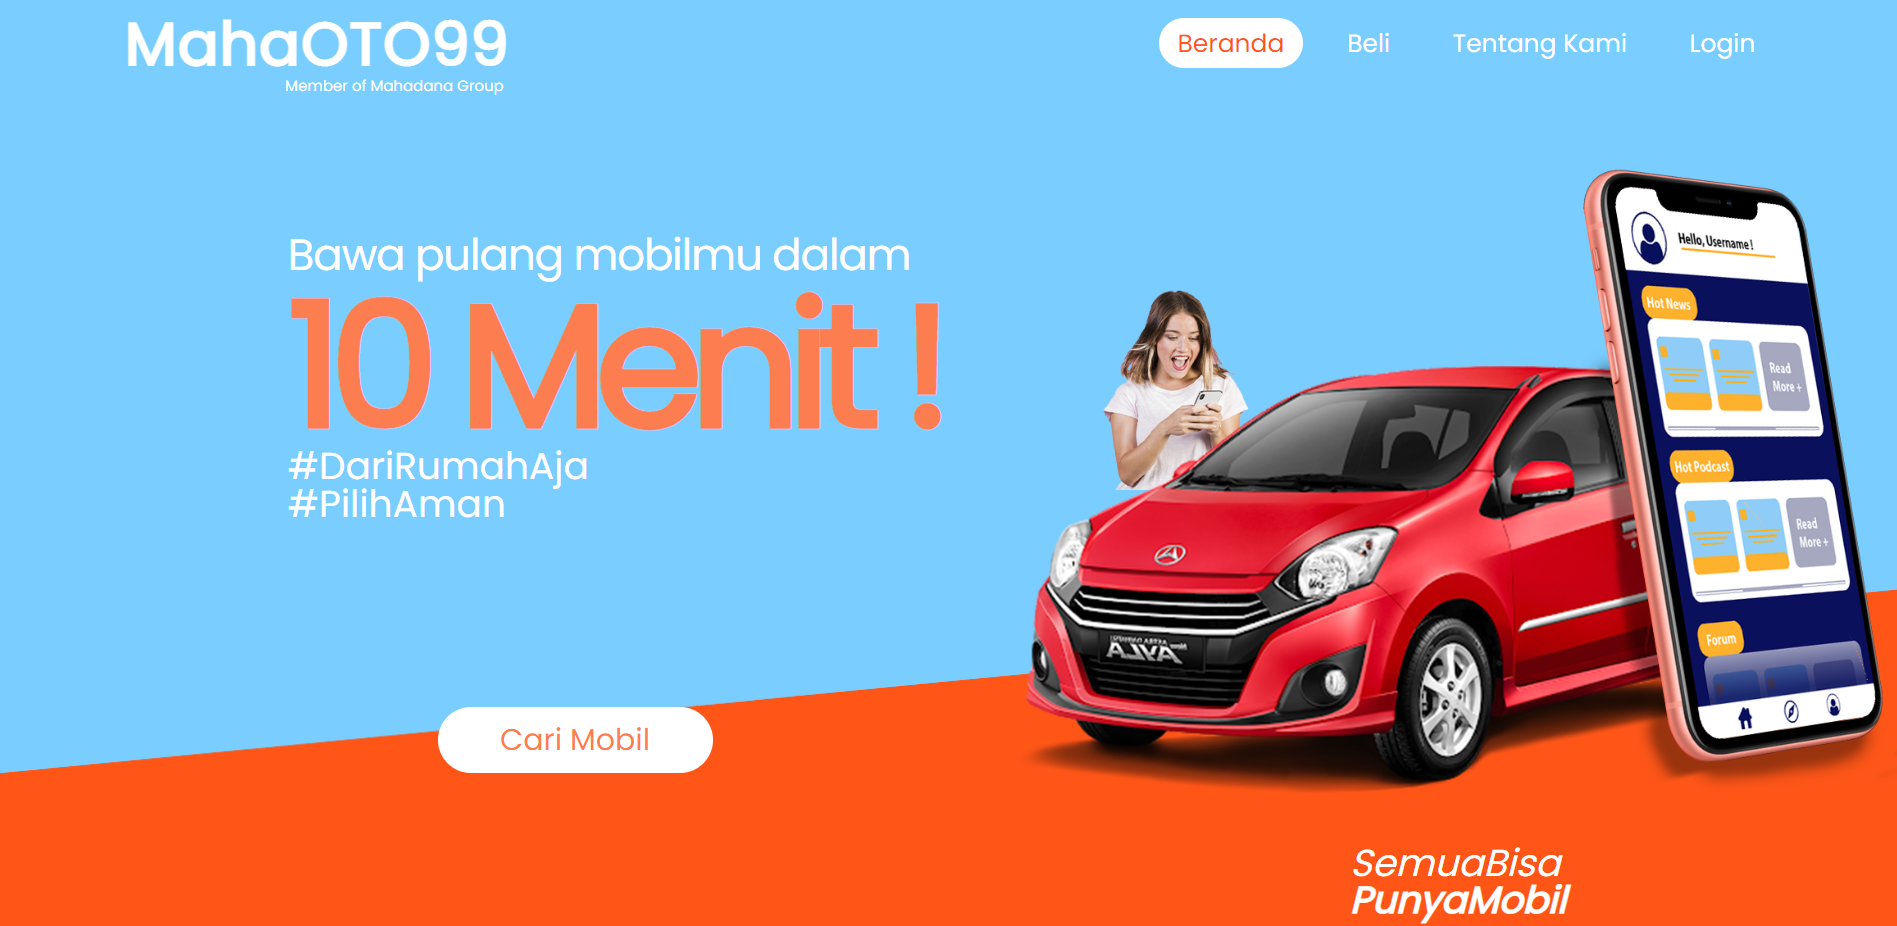 MahaOTO99
Member of Mahadana Group
Beranda
Beli
Tentang Kami
Login
Bawa pulang mobilmu dalam
10 Menit !
#DariRumahAja
#PilihAman
Cari Mobil
Hello, Username !
Hot News
Read
More +
Hot Podcast
Read
More +
Forum
AYLA
SemuaBisa
PunyaMobil